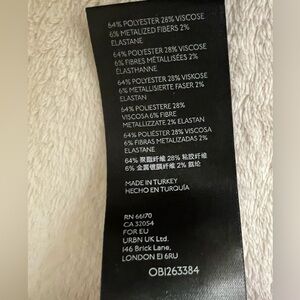 64% POLYESTER 28% VISCOSE
6% METALIZED FIBERS 2%
ELASTANE
64% POLYESTER 28% VISCOSE
6% FIBRES MÉTALLISÉES 2%
ÉLASTHANNE
64% POLYESTER 28% VISKOSE
6% METALLISIERTE FASER 2%
ELASTAN
64% POLIESTERE 28%
VISCOSA 6% FIBRE
METALLIZZATE 2% ELASTAN
64% POLIÉSTER 28% VISCOSA
6% FIBRAS METALIZADAS 2%
ELASTANE
64% 聚酯纤维 28% 粘胶纤维
6% 金属镀膜纤维 2% 氨纶
MADE IN TURKEY
HECHO EN TURQUÍA
RN 66170
CA 32054
FOR EU
URBN UK Ltd.
146 Brick Lane,
LONDON E1 6RU
OB1263384